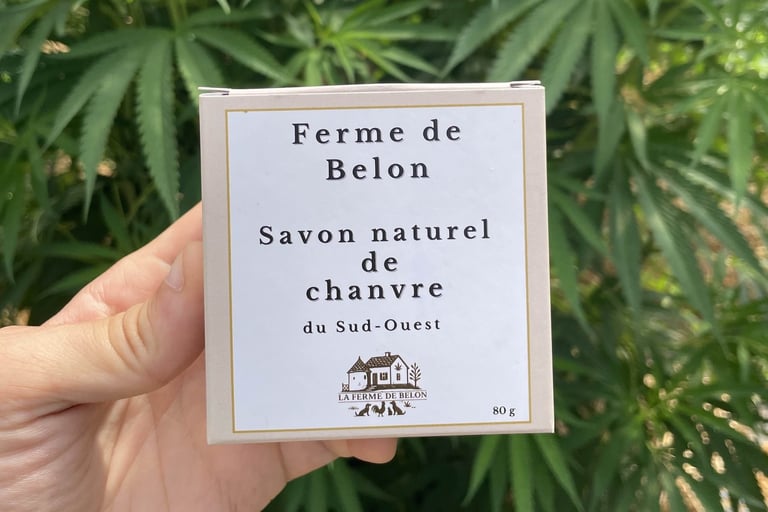 Ferme de
Belon
Savon naturel
de
chanvre
du Sud-Ouest
LA FERME DE BELON
80 g